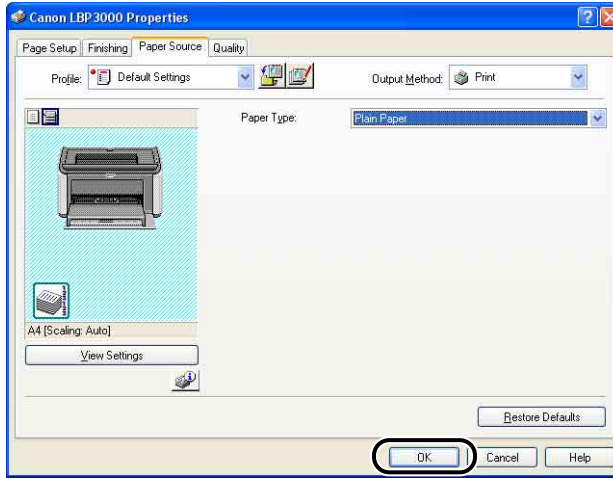 Canon LBP3000 Properties
Page Setup Finishing Paper Source Quality
Profile: Default Settings Output Method: Print
Paper Type: Plain Paper
A4 [Scaling: Auto]
View Settings
Restore Defaults
OK Cancel Help